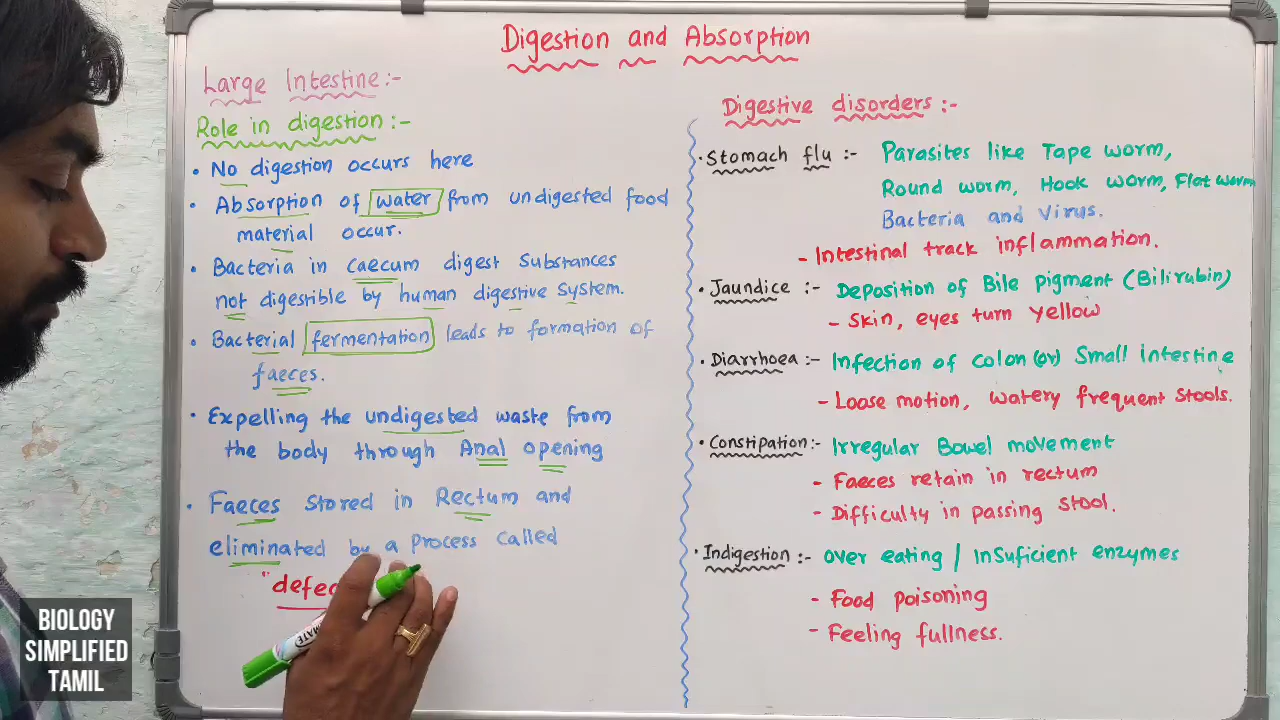 Digestion and Absorption
Large Intestine:-
Role in digestion:-
• No digestion occurs here
• Absorption of water from undigested food
material occur.
• Bacteria in caecum digest Substances
not digestible by human digestive system.
• Bacterial fermentation leads to formation of
faeces.
• Expelling the undigested waste from
the body through Anal opening
• Faeces Stored in Rectum and
eliminated by a Process called
Digestive disorders:-
• Stomach flu :- Parasites like Tape worm,
Round worm, Hook worm, Flat worm
Bacteria and Virus.
- Intestinal track inflammation.
• Jaundice :- Deposition of Bile pigment (Bilirubin)
- Skin, eyes turn yellow
• Diarrhoea :- Infection of colon (or) Small intestine
- Loose motion, watery frequent stools.
• Constipation:- Irregular Bowel movement
- Faeces retain in rectum
- Difficulty in passing stool.
• Indigestion :- over eating / InSuficient enzymes
- Food poisoning
- Feeling fullness.
BIOLOGY
SIMPLIFIED
TAMIL